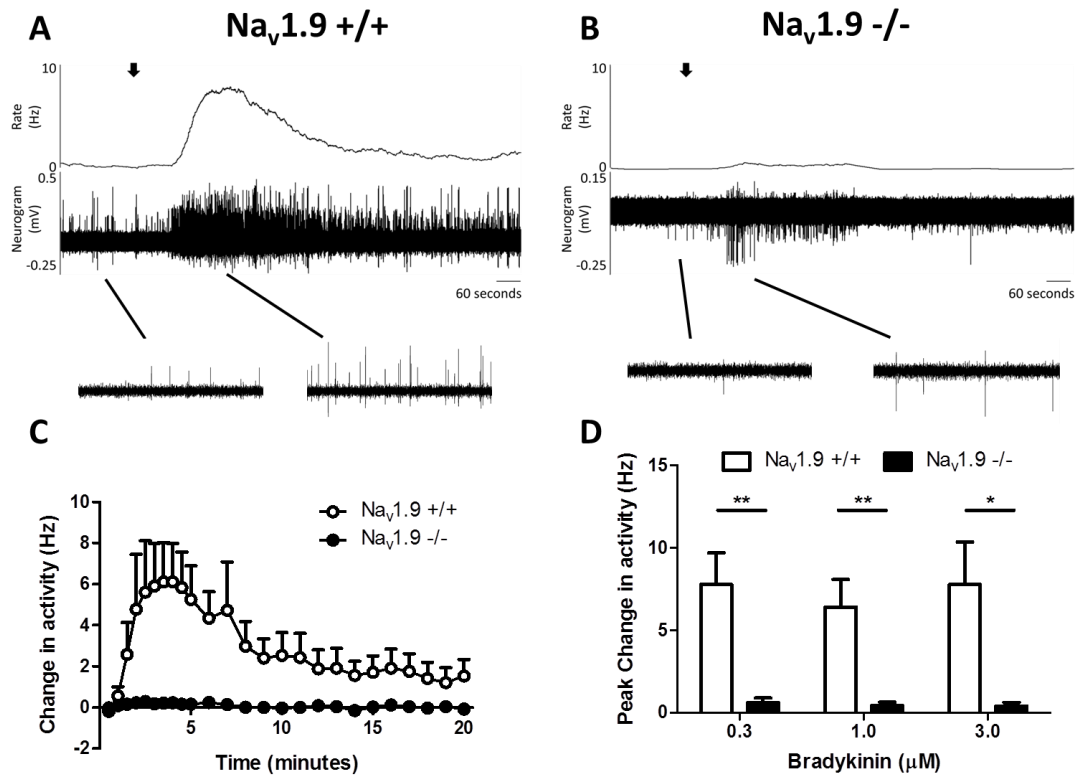 A
Nav1.9 +/+
B
Nav1.9 -/-
10
Rate
(Hz)
0
0.5
Neurogram
(mV)
-0.25
60 seconds
10
Rate
(Hz)
0
0.15
Neurogram
(mV)
-0.25
60 seconds
C
10
8
6
4
2
0
-2
Change in activity (Hz)
Nav1.9 +/+
Nav1.9 -/-
5
10
15
20
Time (minutes)
D
15
10
5
0
Peak Change in activity (Hz)
Nav1.9 +/+
Nav1.9 -/-
**
**
*
0.3
1.0
3.0
Bradykinin (μM)